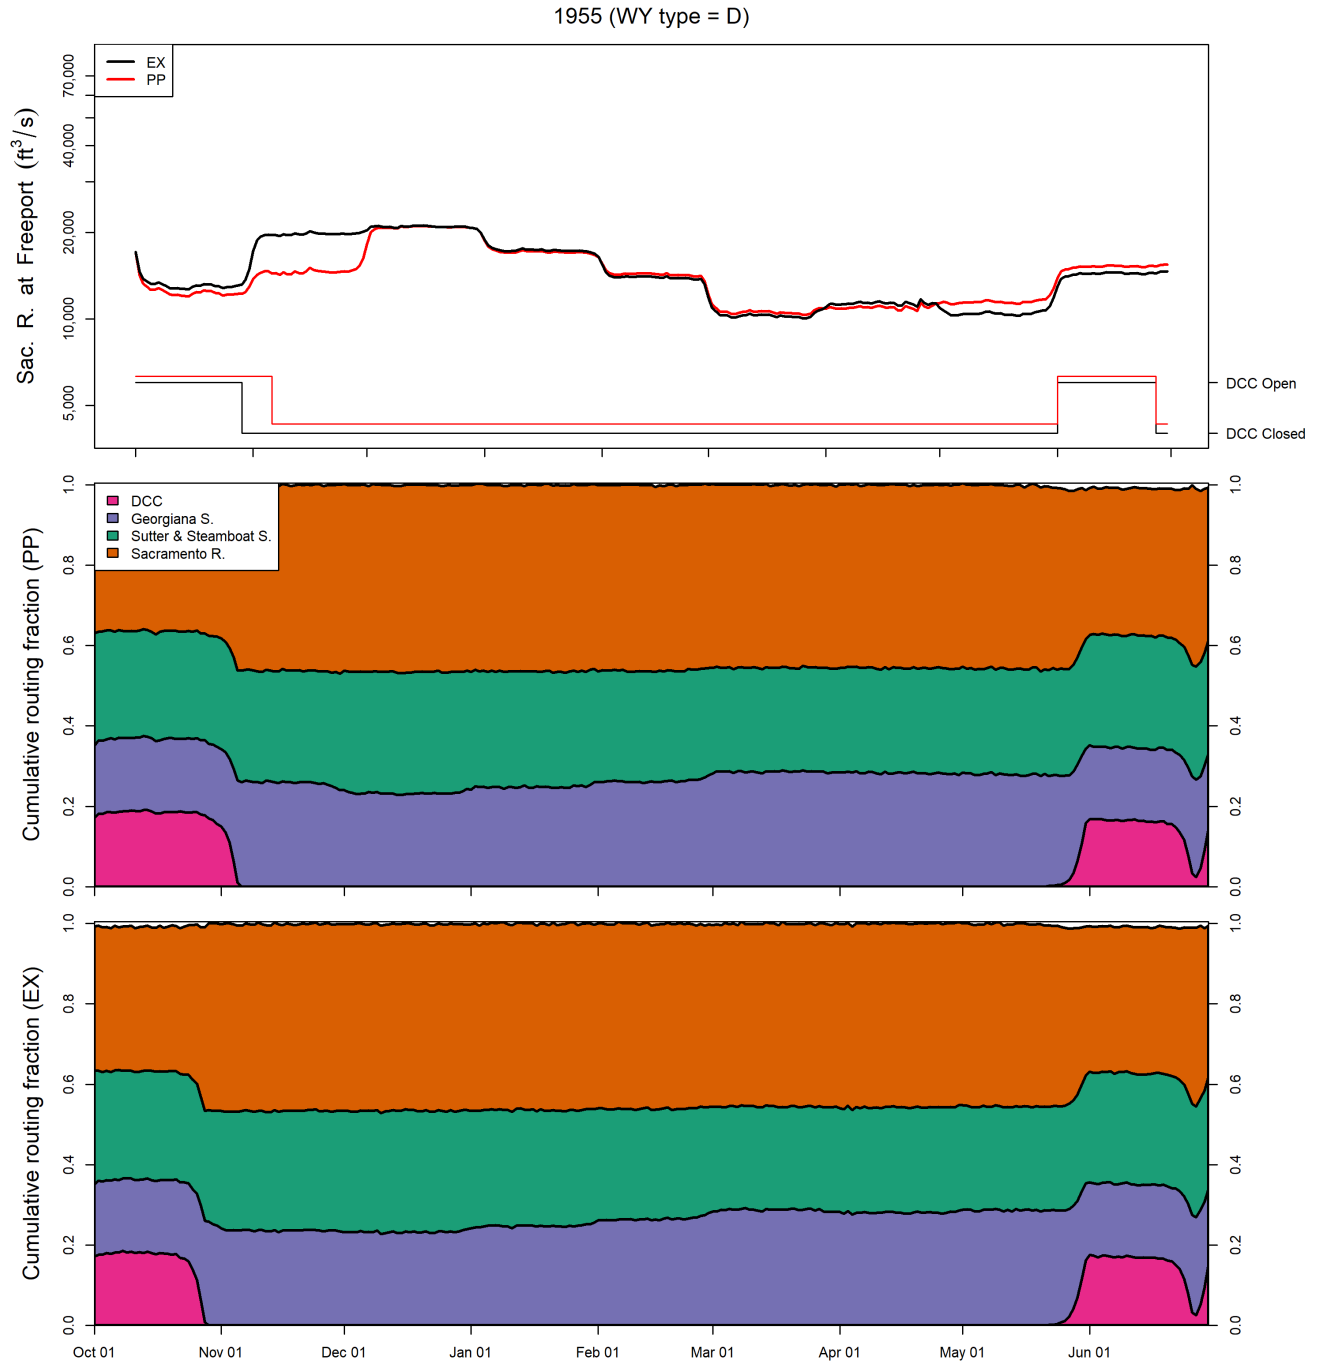 1955 (WY type = D)
EX
PP
Sac. R. at Freeport (ft³/s)
70,000
40,000
20,000
10,000
5,000
DCC Open
DCC Closed
Cumulative routing fraction (PP)
1.0
0.8
0.6
0.4
0.2
0.0
DCC
Georgiana S.
Sutter & Steamboat S.
Sacramento R.
1.0
0.8
0.6
0.4
0.2
0.0
Cumulative routing fraction (EX)
1.0
0.8
0.6
0.4
0.2
0.0
1.0
0.8
0.6
0.4
0.2
0.0
Oct 01 Nov 01 Dec 01 Jan 01 Feb 01 Mar 01 Apr 01 May 01 Jun 01